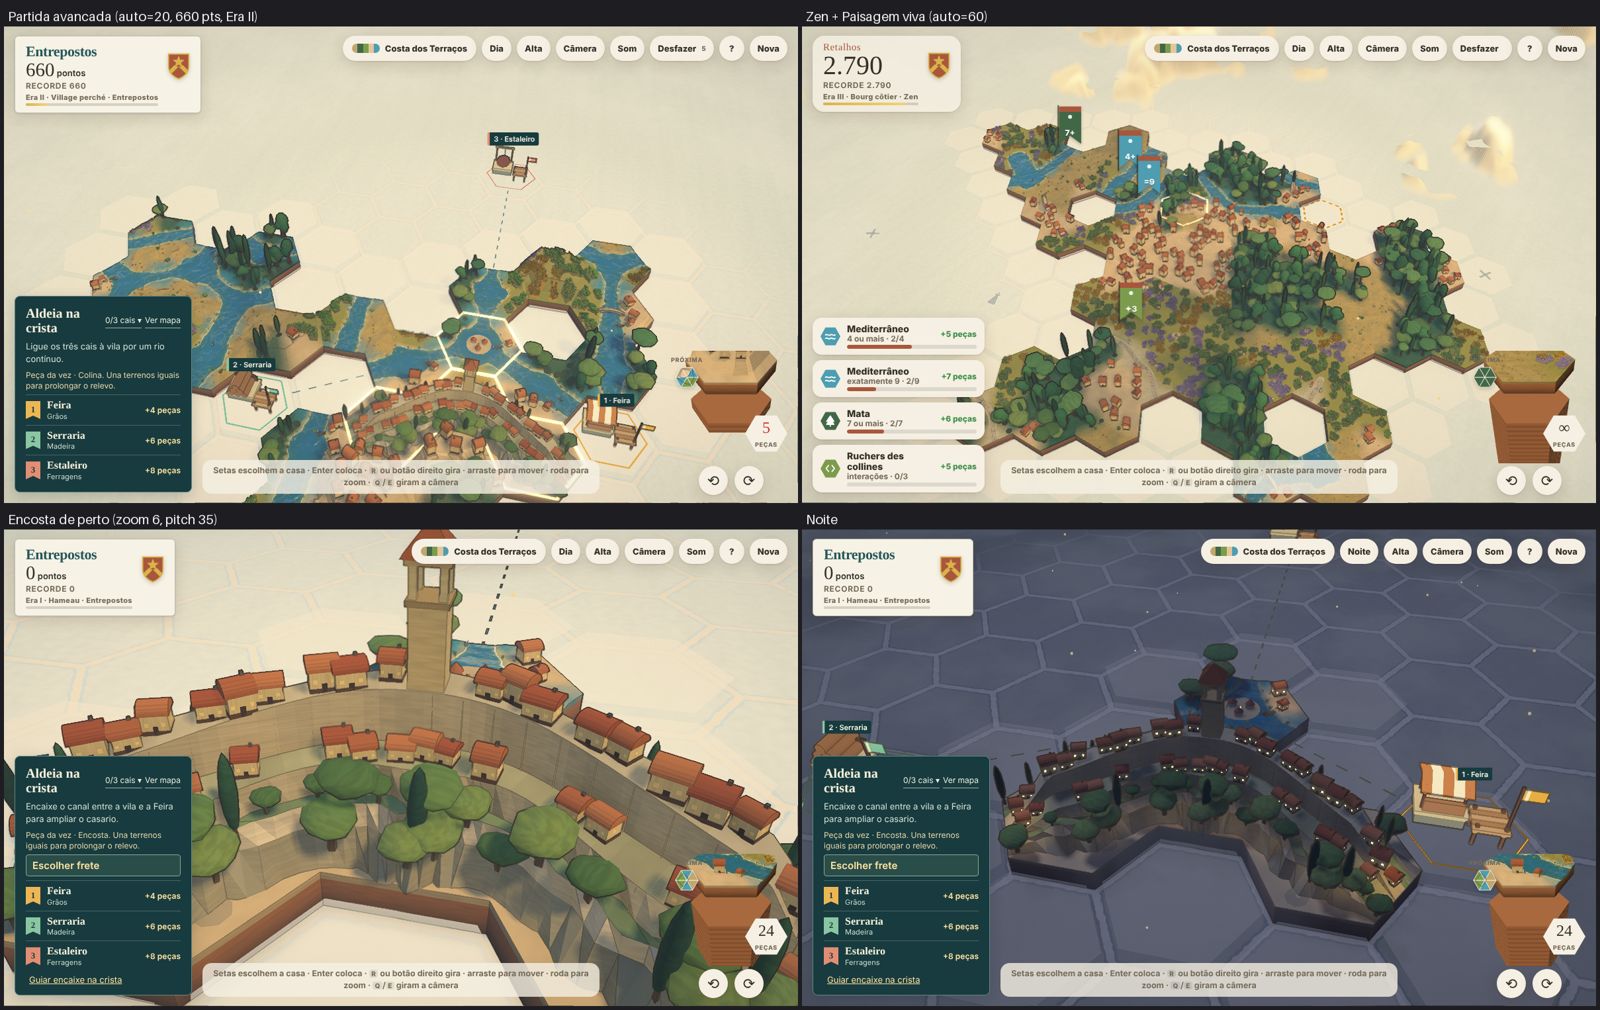 Partida avançada (auto=20, 660 pts, Era II)
Entrepostos
660 pontos
RECORDE 660
Era II · Village perché · Entrepostos
Costa dos Terraços
Dia
Alta
Câmera
Som
Desfazer 5
?
Nova
3 · Estaleiro
2 · Serraria
1 · Feira
Aldeia na
crista
0/3 cais ▾ Ver mapa
Ligue os três cais à vila por um rio
contínuo.
Peça da vez · Colina. Una terrenos iguais
para prolongar o relevo.
1 Feira +4 peças
Grãos
2 Serraria +6 peças
Madeira
3 Estaleiro +8 peças
Ferragens
PRÓXIMA
5
PEÇAS
Setas escolhem a casa · Enter coloca · R ou botão direito gira · arraste para mover · roda para
zoom · Q / E giram a câmera
Zen + Paisagem viva (auto=60)
Retalhos
2.790
RECORDE 2.790
Era III · Bourg côtier · Zen
Costa dos Terraços
Dia
Alta
Câmera
Som
Desfazer
?
Nova
7+
4+
=9
+3
Mediterrâneo +5 peças
4 ou mais · 2/4
Mediterrâneo +7 peças
exatamente 9 · 2/9
Mata +6 peças
7 ou mais · 2/7
Ruchers des
collines +5 peças
interações · 0/3
∞
PEÇAS
Setas escolhem a casa · Enter coloca · R ou botão direito gira · arraste para mover · roda para
zoom · Q / E giram a câmera
Encosta de perto (zoom 6, pitch 35)
Entrepostos
0 pontos
RECORDE 0
Era I · Hameau · Entrepostos
Costa dos Terraços
Dia
Alta
Câmera
Som
?
Nova
Aldeia na
crista
0/3 cais ▾ Ver mapa
Encaixe o canal entre a vila e a Feira
para ampliar o casario.
Peça da vez · Encosta. Una terrenos
iguais para prolongar o relevo.
Escolher frete
1 Feira +4 peças
Grãos
2 Serraria +6 peças
Madeira
3 Estaleiro +8 peças
Ferragens
Guiar encaixe na crista
24
PEÇAS
Setas escolhem a casa · Enter coloca · R ou botão direito gira · arraste para mover · roda para
zoom · Q / E giram a câmera
Noite
Entrepostos
0 pontos
RECORDE 0
Era I · Hameau · Entrepostos
Costa dos Terraços
Noite
Alta
Câmera
Som
?
Nova
2 · Serraria
1 · Feira
Aldeia na
crista
0/3 cais ▾ Ver mapa
Encaixe o canal entre a vila e a Feira
para ampliar o casario.
Peça da vez · Encosta. Una terrenos
iguais para prolongar o relevo.
Escolher frete
1 Feira +4 peças
Grãos
2 Serraria +6 peças
Madeira
3 Estaleiro +8 peças
Ferragens
Guiar encaixe na crista
24
PEÇAS
Setas escolhem a casa · Enter coloca · R ou botão direito gira · arraste para mover · roda para
zoom · Q / E giram a câmera